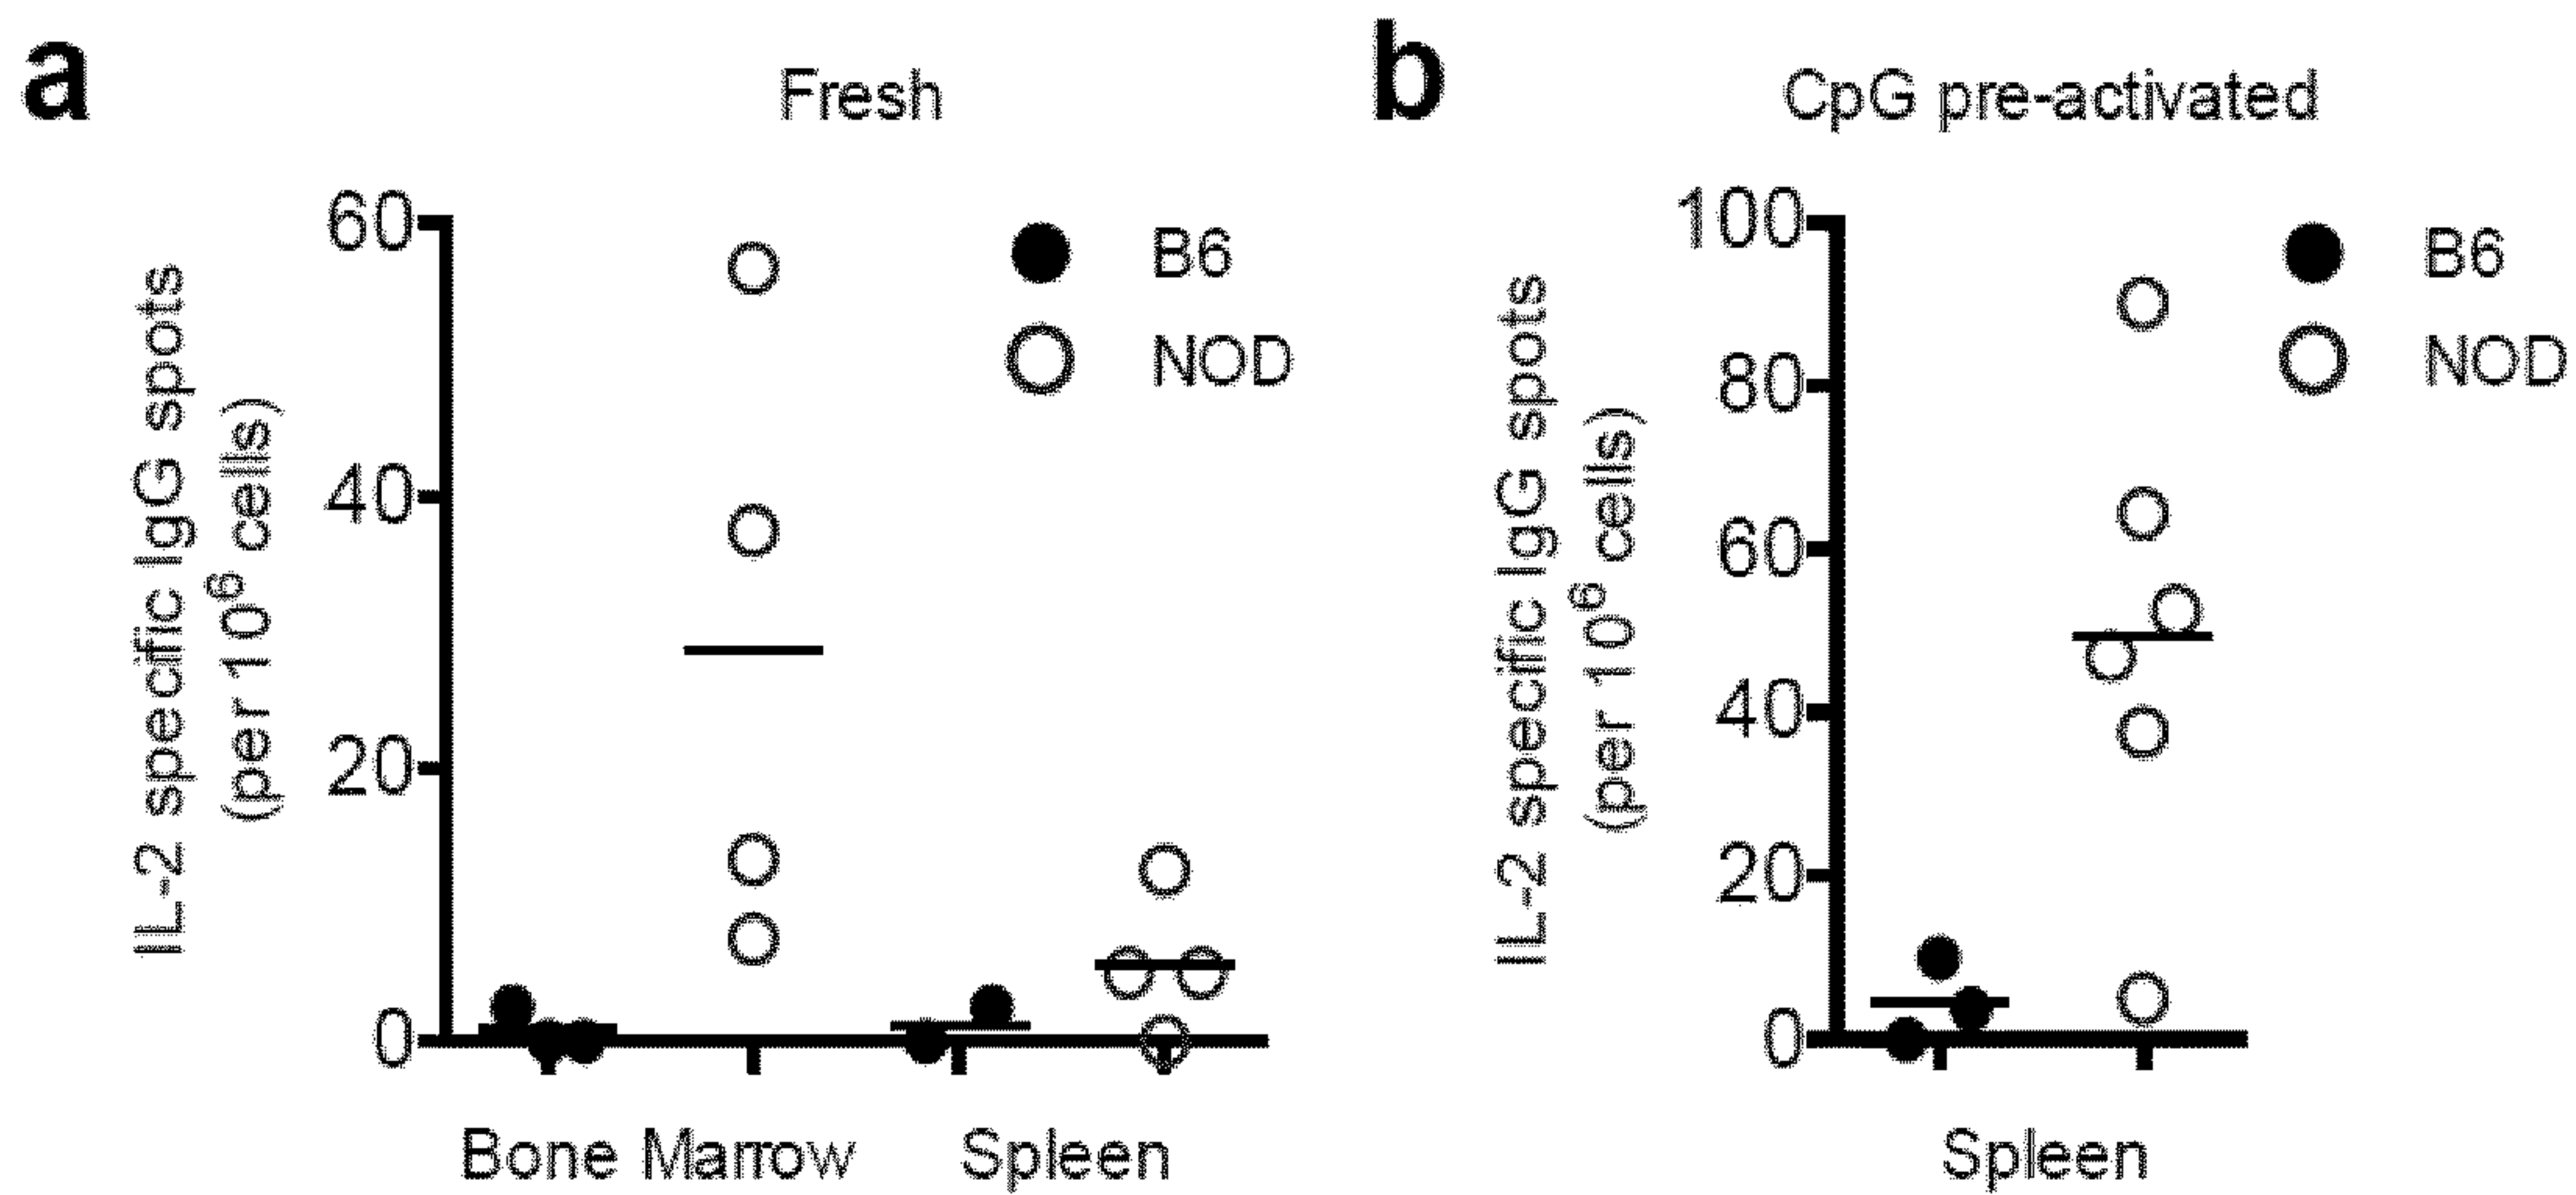 a
Fresh
IL-2 specific IgG spots
(per 10⁶ cells)
60
40
20
0
B6
NOD
Bone Marrow
Spleen
b
CpG pre-activated
IL-2 specific IgG spots
(per 10⁶ cells)
100
80
60
40
20
0
B6
NOD
Spleen